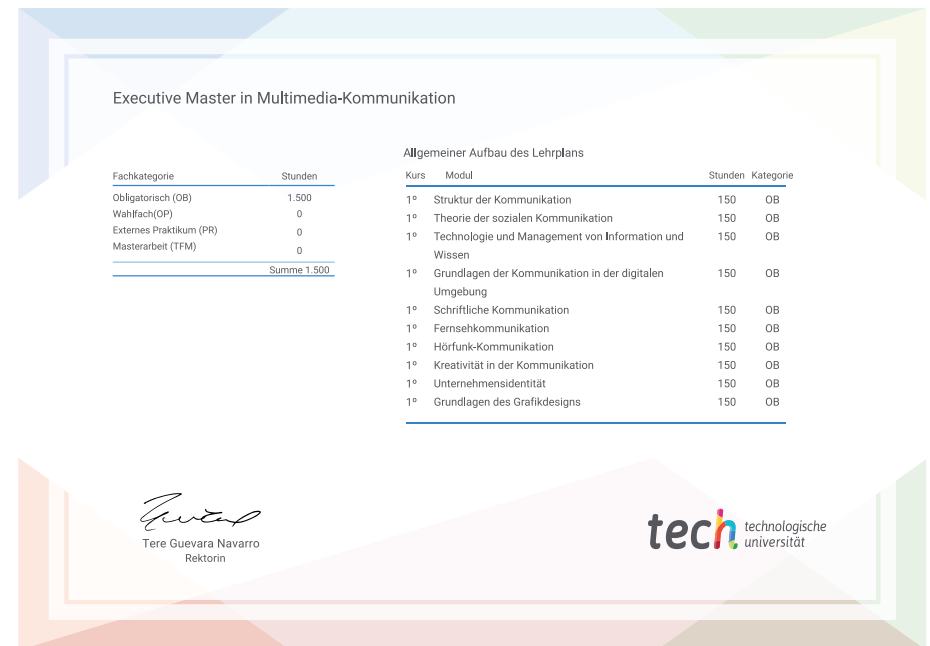 Executive Master in Multimedia-Kommunikation
Fachkategorie Stunden
Obligatorisch (OB) 1.500
Wahlfach(OP) 0
Externes Praktikum (PR) 0
Masterarbeit (TFM) 0
Summe 1.500
Allgemeiner Aufbau des Lehrplans
Kurs Modul Stunden Kategorie
1º Struktur der Kommunikation 150 OB
1º Theorie der sozialen Kommunikation 150 OB
1º Technologie und Management von Information und 150 OB
Wissen
1º Grundlagen der Kommunikation in der digitalen 150 OB
Umgebung
1º Schriftliche Kommunikation 150 OB
1º Fernsehkommunikation 150 OB
1º Hörfunk-Kommunikation 150 OB
1º Kreativität in der Kommunikation 150 OB
1º Unternehmensidentität 150 OB
1º Grundlagen des Grafikdesigns 150 OB
Tere Guevara Navarro
Rektorin
tech technologische
universität